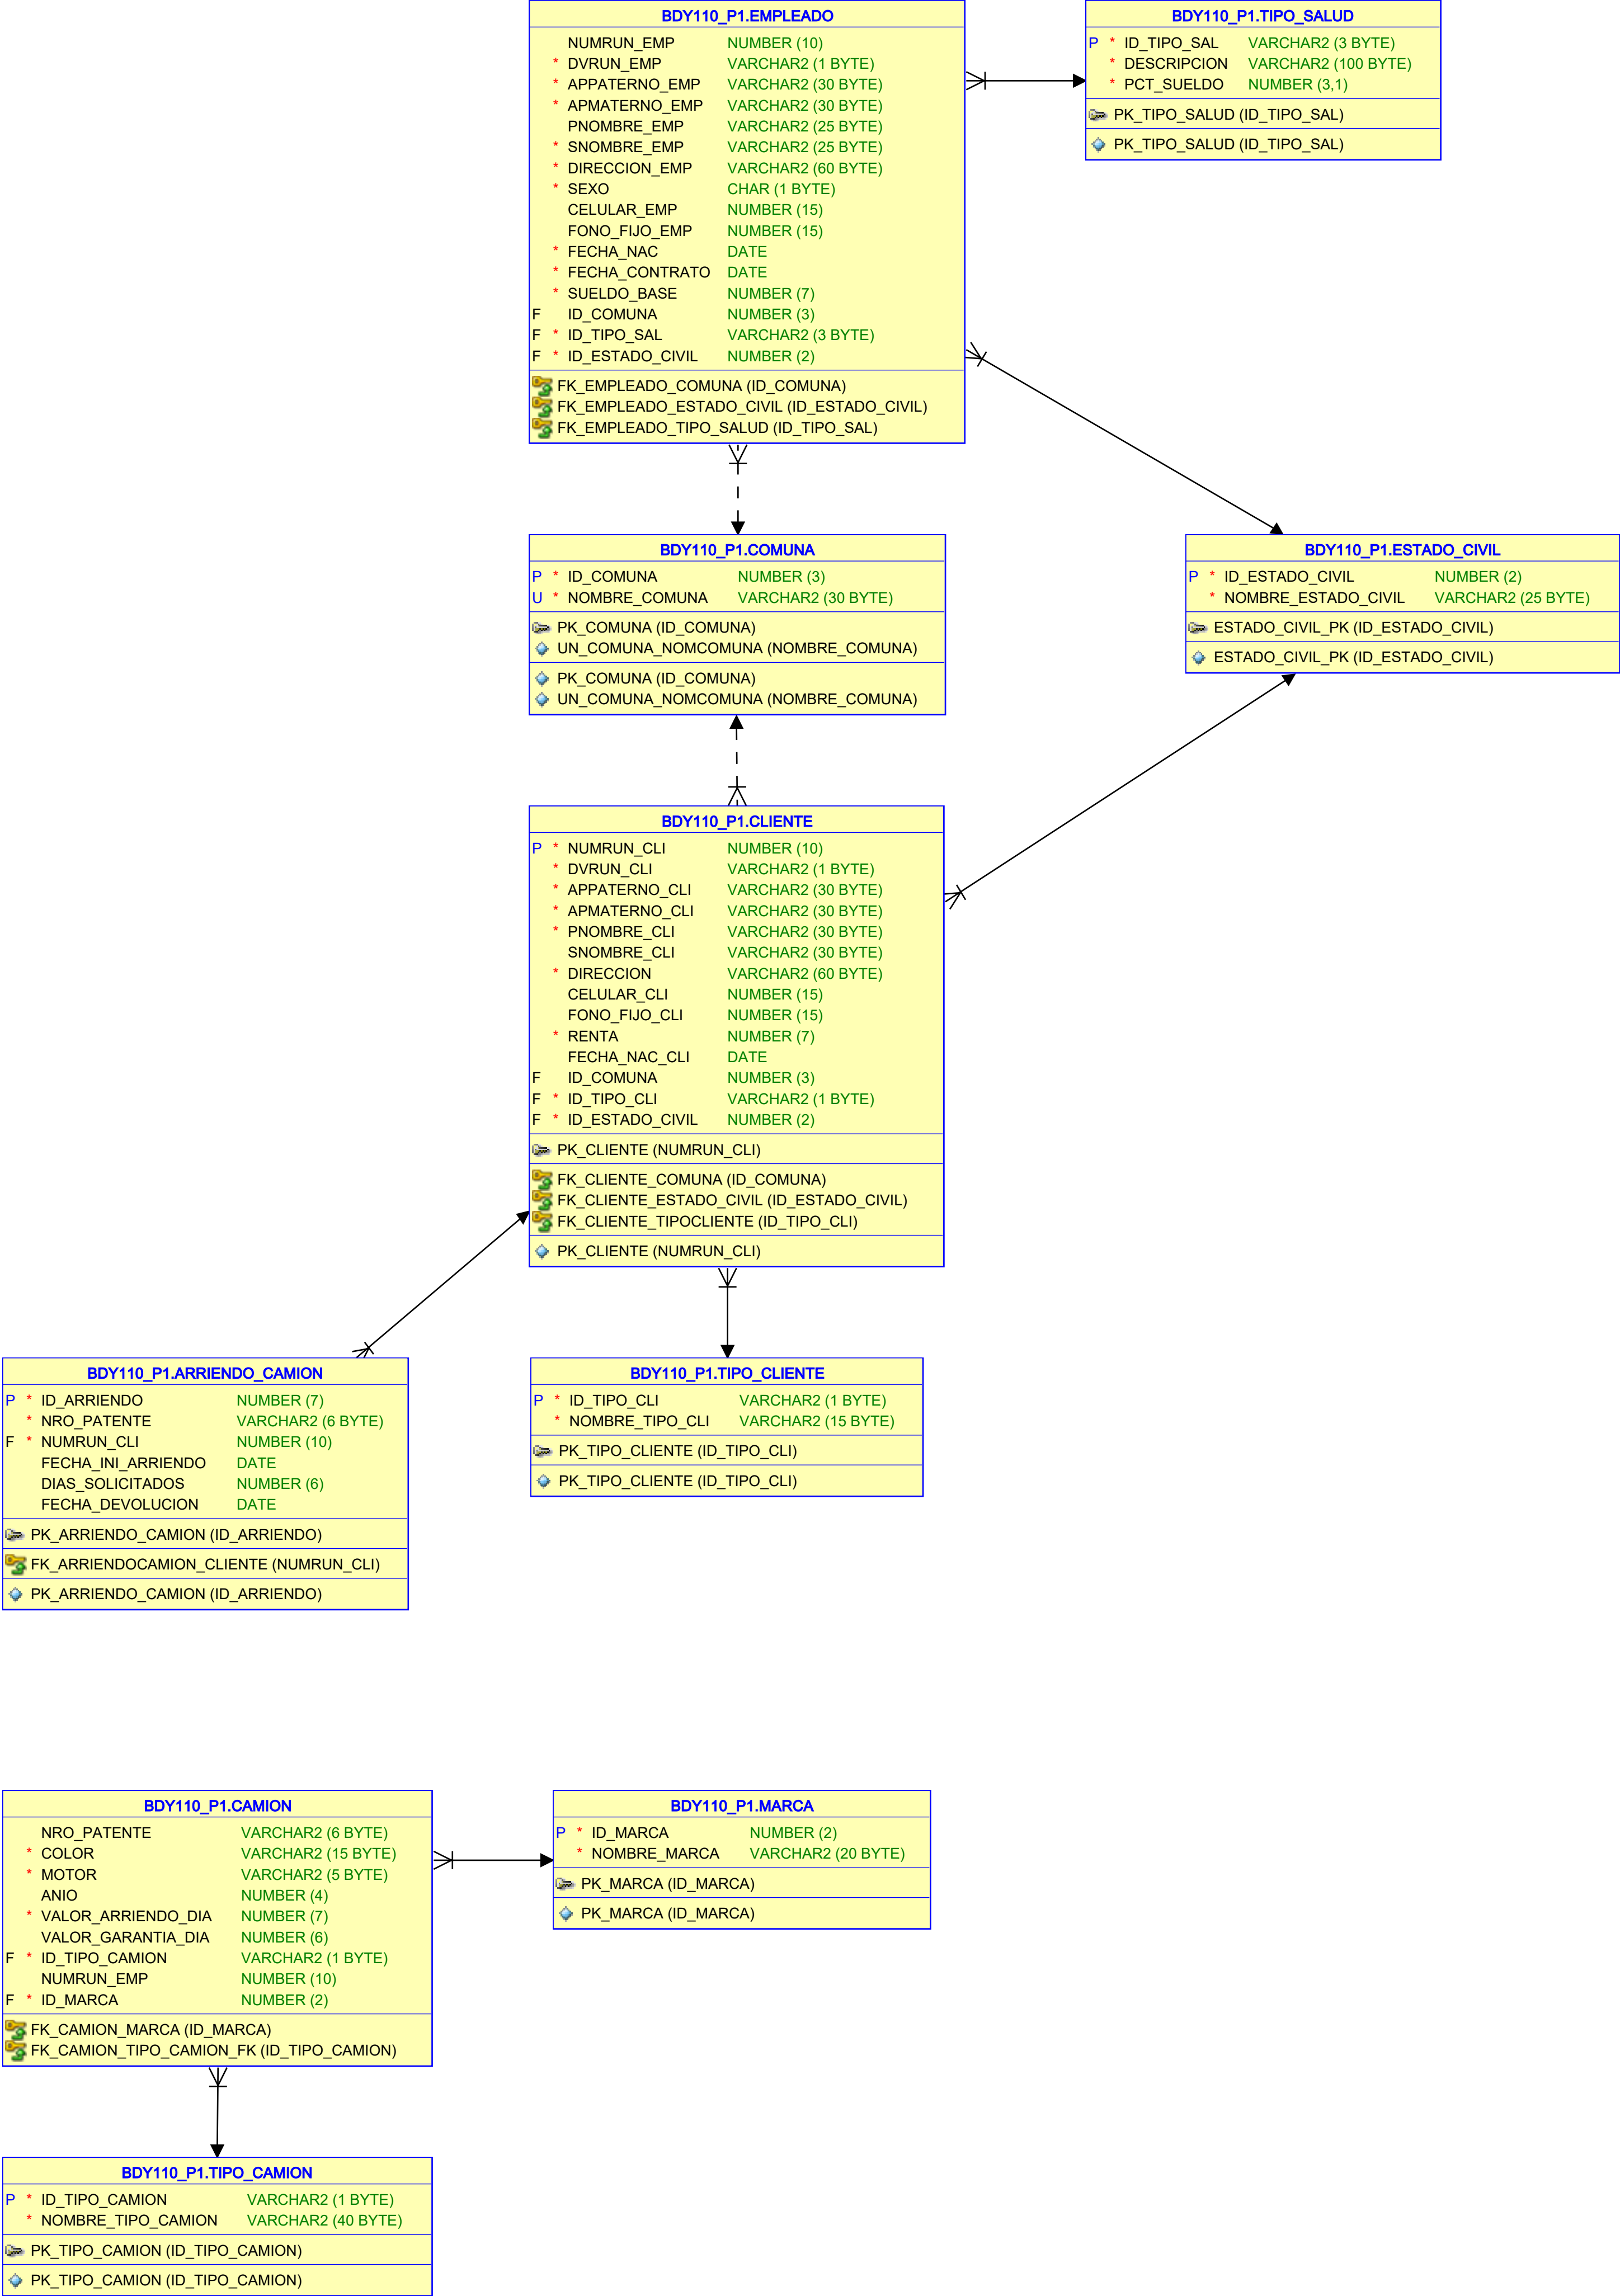 BDY110_P1.EMPLEADO
NUMRUN_EMP NUMBER (10)
* DVRUN_EMP VARCHAR2 (1 BYTE)
* APPATERNO_EMP VARCHAR2 (30 BYTE)
* APMATERNO_EMP VARCHAR2 (30 BYTE)
PNOMBRE_EMP VARCHAR2 (25 BYTE)
* SNOMBRE_EMP VARCHAR2 (25 BYTE)
* DIRECCION_EMP VARCHAR2 (60 BYTE)
* SEXO CHAR (1 BYTE)
CELULAR_EMP NUMBER (15)
FONO_FIJO_EMP NUMBER (15)
* FECHA_NAC DATE
* FECHA_CONTRATO DATE
* SUELDO_BASE NUMBER (7)
F ID_COMUNA NUMBER (3)
F * ID_TIPO_SAL VARCHAR2 (3 BYTE)
F * ID_ESTADO_CIVIL NUMBER (2)
FK_EMPLEADO_COMUNA (ID_COMUNA)
FK_EMPLEADO_ESTADO_CIVIL (ID_ESTADO_CIVIL)
FK_EMPLEADO_TIPO_SALUD (ID_TIPO_SAL)
BDY110_P1.TIPO_SALUD
P * ID_TIPO_SAL VARCHAR2 (3 BYTE)
* DESCRIPCION VARCHAR2 (100 BYTE)
* PCT_SUELDO NUMBER (3,1)
PK_TIPO_SALUD (ID_TIPO_SAL)
PK_TIPO_SALUD (ID_TIPO_SAL)
BDY110_P1.COMUNA
P * ID_COMUNA NUMBER (3)
U * NOMBRE_COMUNA VARCHAR2 (30 BYTE)
PK_COMUNA (ID_COMUNA)
UN_COMUNA_NOMCOMUNA (NOMBRE_COMUNA)
PK_COMUNA (ID_COMUNA)
UN_COMUNA_NOMCOMUNA (NOMBRE_COMUNA)
BDY110_P1.ESTADO_CIVIL
P * ID_ESTADO_CIVIL NUMBER (2)
* NOMBRE_ESTADO_CIVIL VARCHAR2 (25 BYTE)
ESTADO_CIVIL_PK (ID_ESTADO_CIVIL)
ESTADO_CIVIL_PK (ID_ESTADO_CIVIL)
BDY110_P1.CLIENTE
P * NUMRUN_CLI NUMBER (10)
* DVRUN_CLI VARCHAR2 (1 BYTE)
* APPATERNO_CLI VARCHAR2 (30 BYTE)
* APMATERNO_CLI VARCHAR2 (30 BYTE)
* PNOMBRE_CLI VARCHAR2 (30 BYTE)
SNOMBRE_CLI VARCHAR2 (30 BYTE)
* DIRECCION VARCHAR2 (60 BYTE)
CELULAR_CLI NUMBER (15)
FONO_FIJO_CLI NUMBER (15)
* RENTA NUMBER (7)
FECHA_NAC_CLI DATE
F ID_COMUNA NUMBER (3)
F * ID_TIPO_CLI VARCHAR2 (1 BYTE)
F * ID_ESTADO_CIVIL NUMBER (2)
PK_CLIENTE (NUMRUN_CLI)
FK_CLIENTE_COMUNA (ID_COMUNA)
FK_CLIENTE_ESTADO_CIVIL (ID_ESTADO_CIVIL)
FK_CLIENTE_TIPOCLIENTE (ID_TIPO_CLI)
PK_CLIENTE (NUMRUN_CLI)
BDY110_P1.ARRIENDO_CAMION
P * ID_ARRIENDO NUMBER (7)
* NRO_PATENTE VARCHAR2 (6 BYTE)
F * NUMRUN_CLI NUMBER (10)
FECHA_INI_ARRIENDO DATE
DIAS_SOLICITADOS NUMBER (6)
FECHA_DEVOLUCION DATE
PK_ARRIENDO_CAMION (ID_ARRIENDO)
FK_ARRIENDOCAMION_CLIENTE (NUMRUN_CLI)
PK_ARRIENDO_CAMION (ID_ARRIENDO)
BDY110_P1.TIPO_CLIENTE
P * ID_TIPO_CLI VARCHAR2 (1 BYTE)
* NOMBRE_TIPO_CLI VARCHAR2 (15 BYTE)
PK_TIPO_CLIENTE (ID_TIPO_CLI)
PK_TIPO_CLIENTE (ID_TIPO_CLI)
BDY110_P1.CAMION
NRO_PATENTE VARCHAR2 (6 BYTE)
* COLOR VARCHAR2 (15 BYTE)
* MOTOR VARCHAR2 (5 BYTE)
ANIO NUMBER (4)
* VALOR_ARRIENDO_DIA NUMBER (7)
VALOR_GARANTIA_DIA NUMBER (6)
F * ID_TIPO_CAMION VARCHAR2 (1 BYTE)
NUMRUN_EMP NUMBER (10)
F * ID_MARCA NUMBER (2)
FK_CAMION_MARCA (ID_MARCA)
FK_CAMION_TIPO_CAMION_FK (ID_TIPO_CAMION)
BDY110_P1.MARCA
P * ID_MARCA NUMBER (2)
* NOMBRE_MARCA VARCHAR2 (20 BYTE)
PK_MARCA (ID_MARCA)
PK_MARCA (ID_MARCA)
BDY110_P1.TIPO_CAMION
P * ID_TIPO_CAMION VARCHAR2 (1 BYTE)
* NOMBRE_TIPO_CAMION VARCHAR2 (40 BYTE)
PK_TIPO_CAMION (ID_TIPO_CAMION)
PK_TIPO_CAMION (ID_TIPO_CAMION)